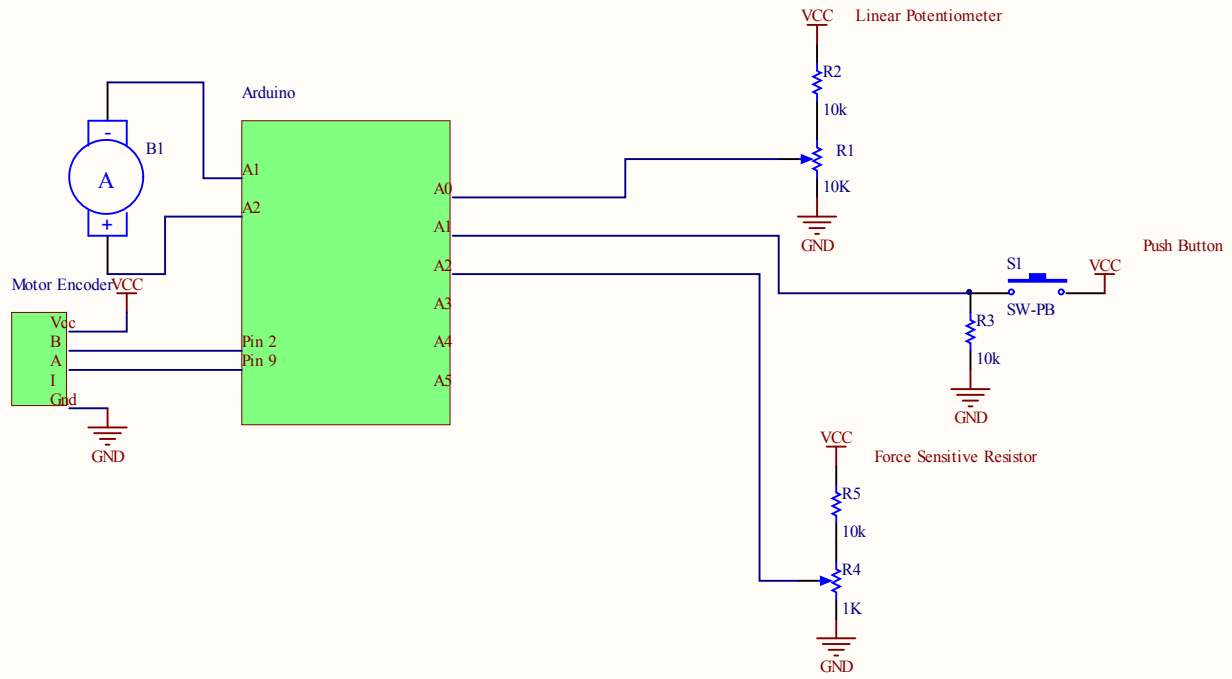 VCC
Linear Potentiometer
R2
10k
R1
10K
GND
Arduino
-
B1
A
+
A1
A2
Pin 2
Pin 9
A0
A1
A2
A3
A4
A5
Motor Encoder
VCC
Vcc
B
A
I
Gnd
GND
Push Button
S1
VCC
SW-PB
R3
10k
GND
VCC
Force Sensitive Resistor
R5
10k
R4
1K
GND